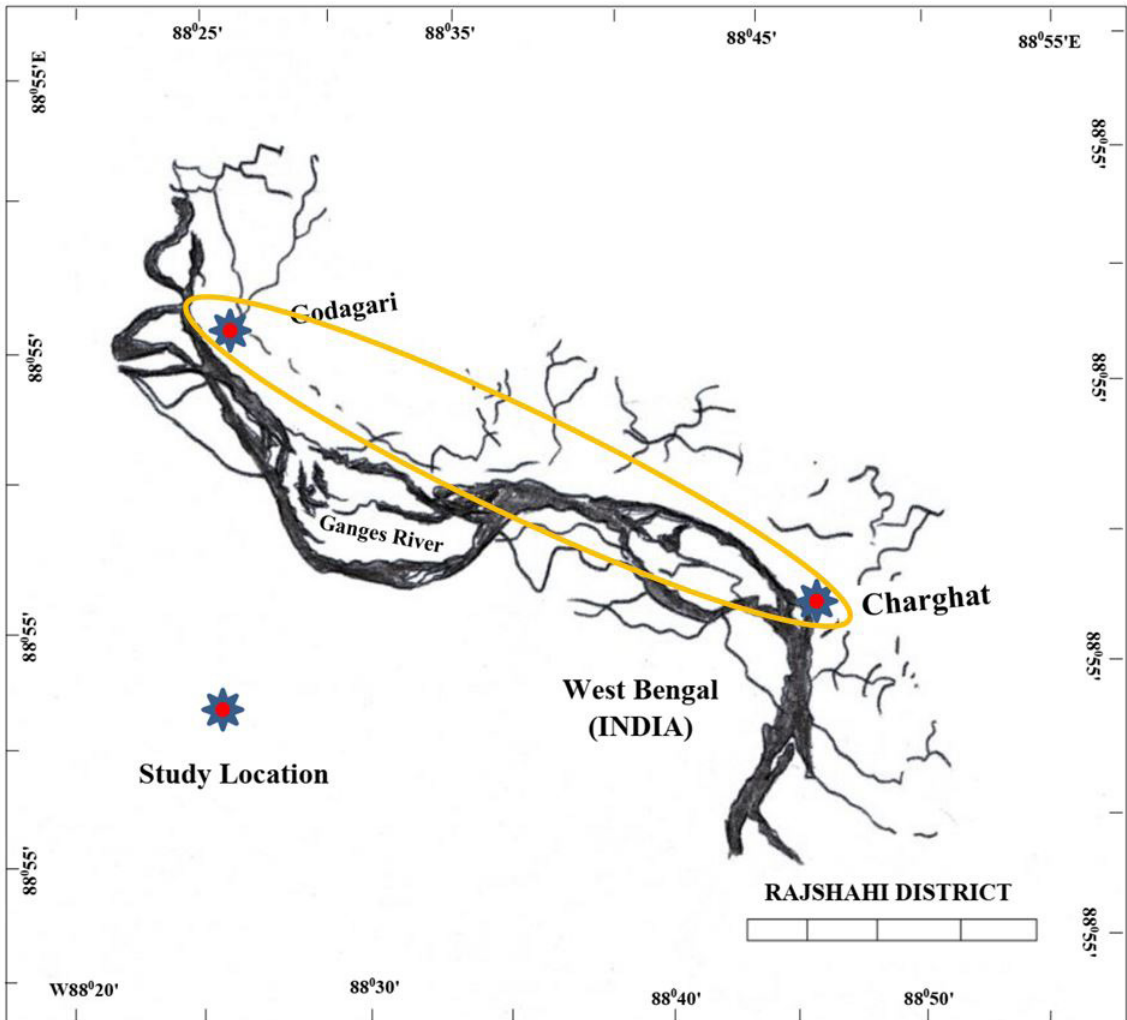 88⁰25'
88⁰35'
88⁰45'
88⁰55'E
88⁰55'E
88⁰55'
Godagari
88⁰55'
88⁰55'
Ganges River
Charghat
88⁰55'
88⁰55'
West Bengal
(INDIA)
Study Location
88⁰55'
RAJSHAHI DISTRICT
88⁰55'
W88⁰20'
88⁰30'
88⁰40'
88⁰50'